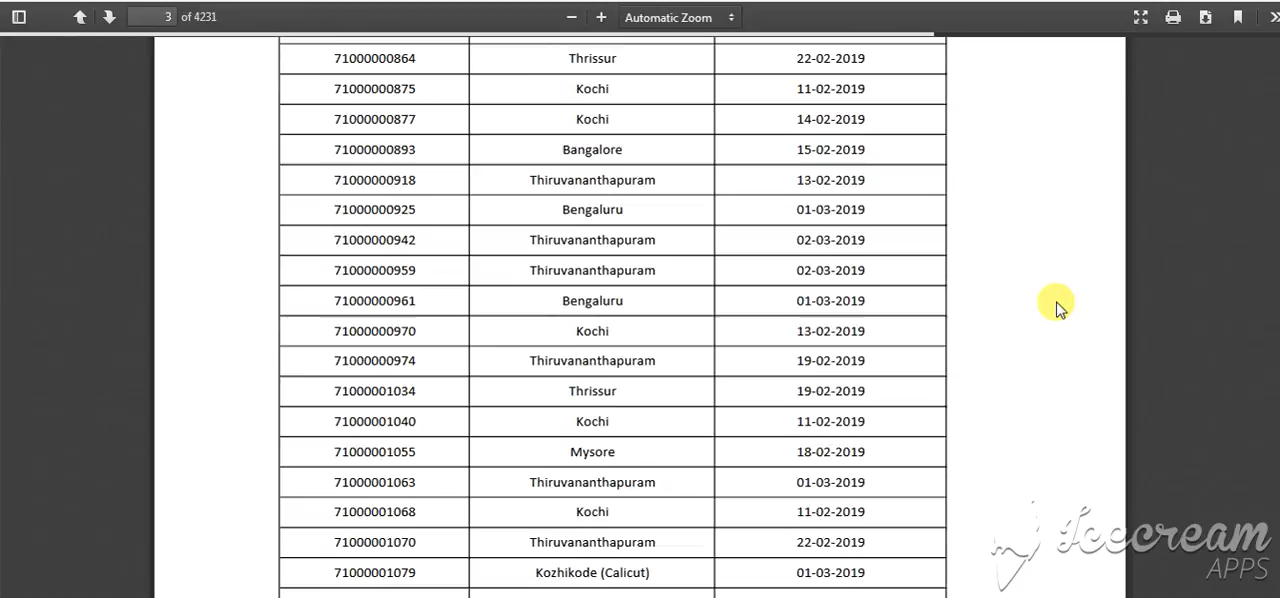 3 of 4231
Automatic Zoom
71000000864 Thrissur 22-02-2019
71000000875 Kochi 11-02-2019
71000000877 Kochi 14-02-2019
71000000893 Bangalore 15-02-2019
71000000918 Thiruvananthapuram 13-02-2019
71000000925 Bengaluru 01-03-2019
71000000942 Thiruvananthapuram 02-03-2019
71000000959 Thiruvananthapuram 02-03-2019
71000000961 Bengaluru 01-03-2019
71000000970 Kochi 13-02-2019
71000000974 Thiruvananthapuram 19-02-2019
71000001034 Thrissur 19-02-2019
71000001040 Kochi 11-02-2019
71000001055 Mysore 18-02-2019
71000001063 Thiruvananthapuram 01-03-2019
71000001068 Kochi 11-02-2019
71000001070 Thiruvananthapuram 22-02-2019
71000001079 Kozhikode (Calicut) 01-03-2019
Icecream
APPS